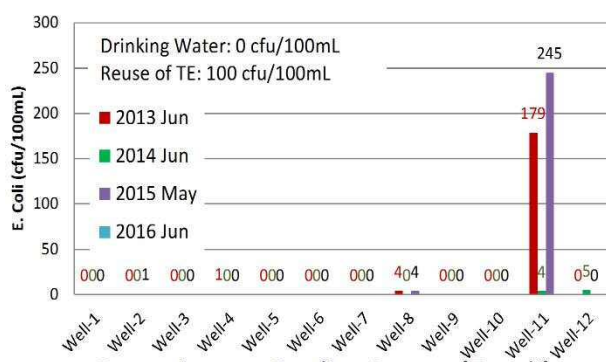 300
250
200
150
100
50
0
E. Coli (cfu/100mL)
Drinking Water: 0 cfu/100mL
Reuse of TE: 100 cfu/100mL
2013 Jun
2014 Jun
2015 May
2016 Jun
000 001 000 100 000 000 000 404 000 000 179 4 245 050
Well-1 Well-2 Well-3 Well-4 Well-5 Well-6 Well-7 Well-8 Well-9 Well-10 Well-11 Well-12